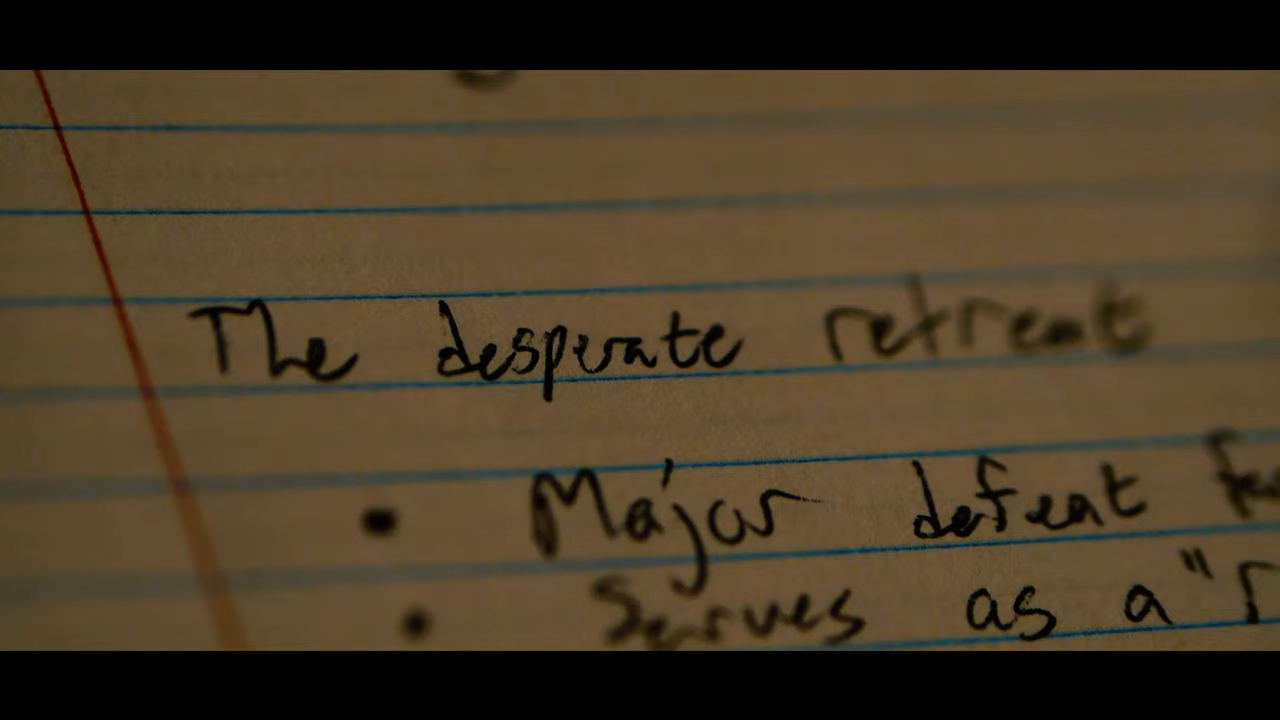 The desperate retreat
• Major defeat
• Serves as a "